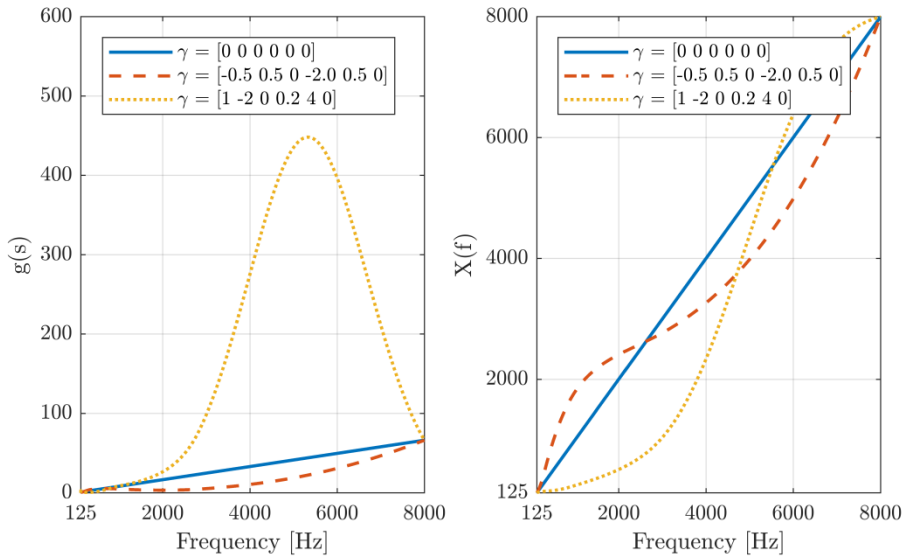 600
500
400
300
200
100
0
g(s)
γ = [0 0 0 0 0 0]
γ = [-0.5 0.5 0 -2.0 0.5 0]
γ = [1 -2 0 0.2 4 0]
125 2000 4000 6000 8000
Frequency [Hz]
8000
6000
4000
2000
125
X(f)
γ = [0 0 0 0 0 0]
γ = [-0.5 0.5 0 -2.0 0.5 0]
γ = [1 -2 0 0.2 4 0]
125 2000 4000 6000 8000
Frequency [Hz]